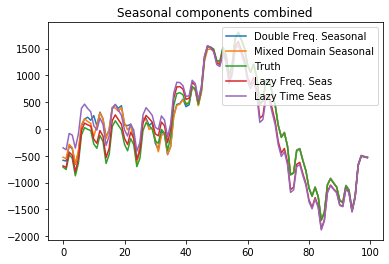 Seasonal components combined
Double Freq. Seasonal
Mixed Domain Seasonal
Truth
Lazy Freq. Seas
Lazy Time Seas
1500
1000
500
0
−500
−1000
−1500
−2000
0
20
40
60
80
100